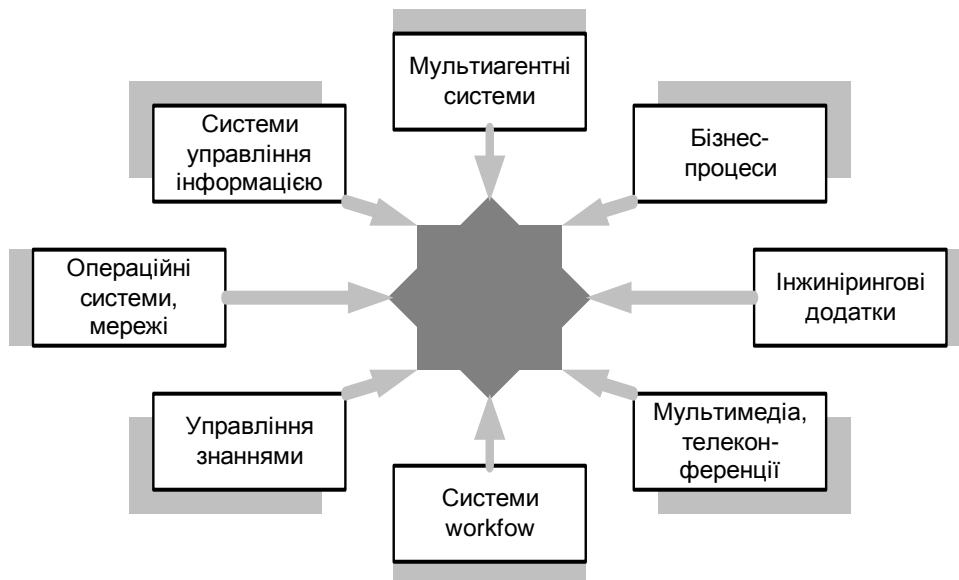 Мультиагентні
системи
Системи
управління
інформацією
Бізнес-
процеси
Операційні
системи,
мережі
Інжинірингові
додатки
Управління
знаннями
Мультимедіа,
телекон-
ференції
Системи
workfow